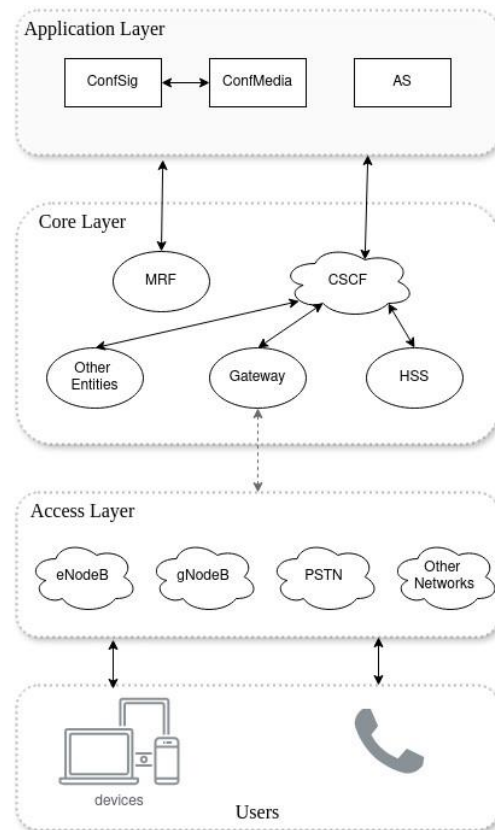 Application Layer
ConfSig
ConfMedia
AS
Core Layer
MRF
CSCF
Other
Entities
Gateway
HSS
Access Layer
eNodeB
gNodeB
PSTN
Other
Networks
devices
Users